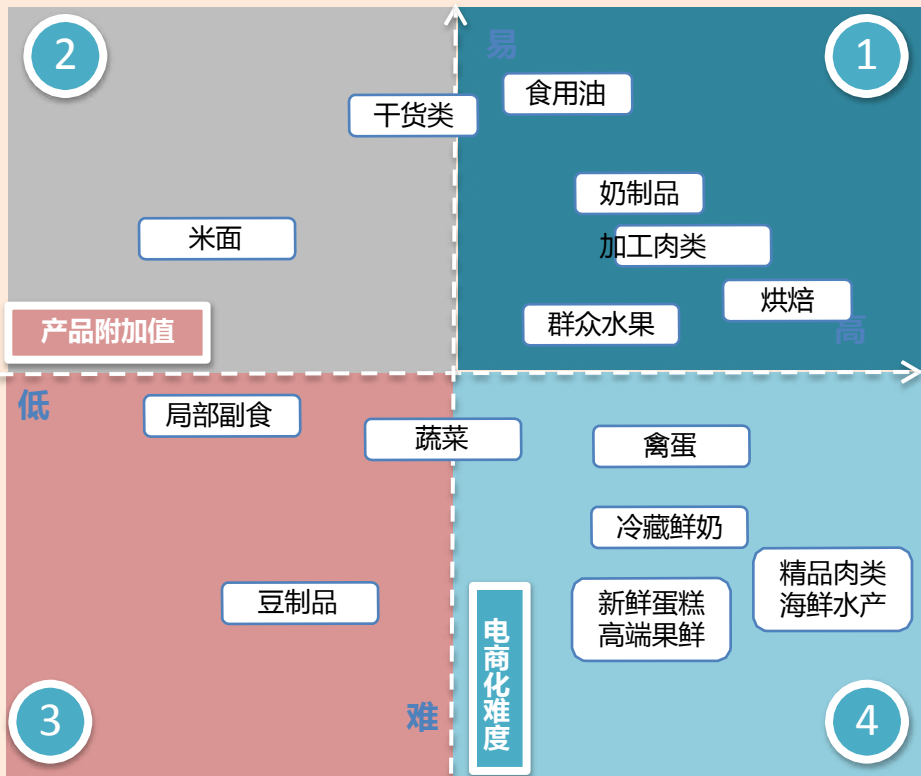 2
易
1
干货类
食用油
奶制品
米面
加工肉类
烘焙
群众水果
产品附加值
高
低
局部副食
蔬菜
禽蛋
冷藏鲜奶
精品肉类
海鲜水产
豆制品
新鲜蛋糕
高端果鲜
电商化难度
难
3
4